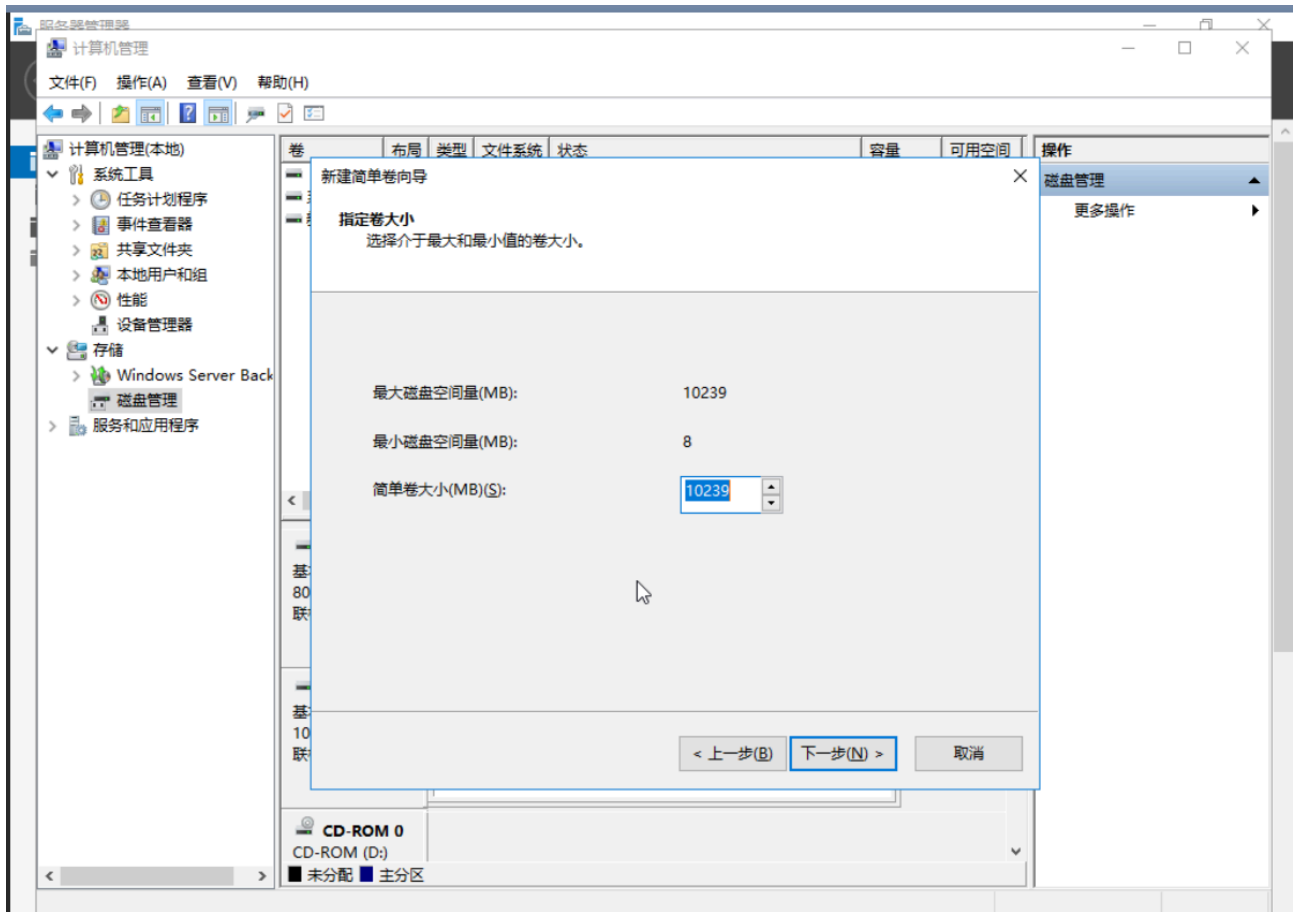 服务器管理器
计算机管理
文件(F) 操作(A) 查看(V) 帮助(H)
计算机管理(本地)
系统工具
任务计划程序
事件查看器
共享文件夹
本地用户和组
性能
设备管理器
存储
Windows Server Back
磁盘管理
服务和应用程序
卷 布局 类型 文件系统 状态 容量 可用空间
操作
磁盘管理
更多操作
新建简单卷向导
指定卷大小
选择介于最大和最小值的卷大小。
最大磁盘空间量(MB): 10239
最小磁盘空间量(MB): 8
简单卷大小(MB)(S): 10239
< 上一步(B) 下一步(N) > 取消
基
80
联
基
10
联
CD-ROM 0
CD-ROM (D:)
未分配 主分区